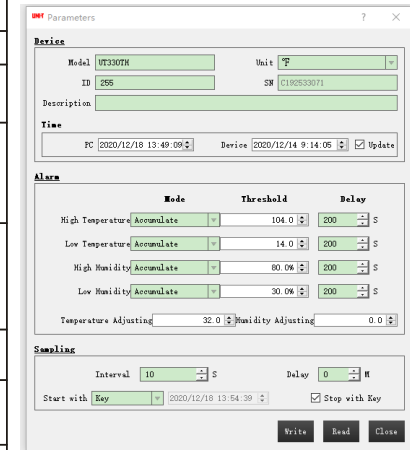 UNI-T Parameters ? ×
Device
Model UT330TH Unit °F
ID 255 SN C192533071
Description
Time
PC 2020/12/18 13:49:09 Device 2020/12/14 9:14:05 Update
Alarm
Mode Threshold Delay
High Temperature Accumulate 104.0 200 S
Low Temperature Accumulate 14.0 200 S
High Humidity Accumulate 80.0% 200 S
Low Humidity Accumulate 30.0% 200 S
Temperature Adjusting 32.0 Humidity Adjusting 0.0
Sampling
Interval 10 S Delay 0 M
Start with Key 2020/12/18 13:54:39 Stop with Key
Write Read Close